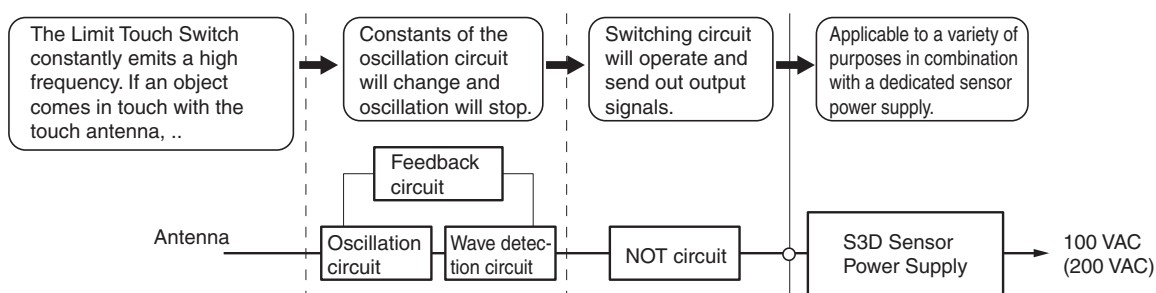 The Limit Touch Switch
constantly emits a high
frequency. If an object
comes in touch with the
touch antenna, ..
Constants of the
oscillation circuit
will change and
oscillation will stop.
Switching circuit
will operate and
send out output
signals.
Applicable to a variety of
purposes in combination
with a dedicated sensor
power supply.
Feedback
circuit
Antenna
Oscillation
circuit
Wave detec-
tion circuit
NOT circuit
S3D Sensor
Power Supply
100 VAC
(200 VAC)